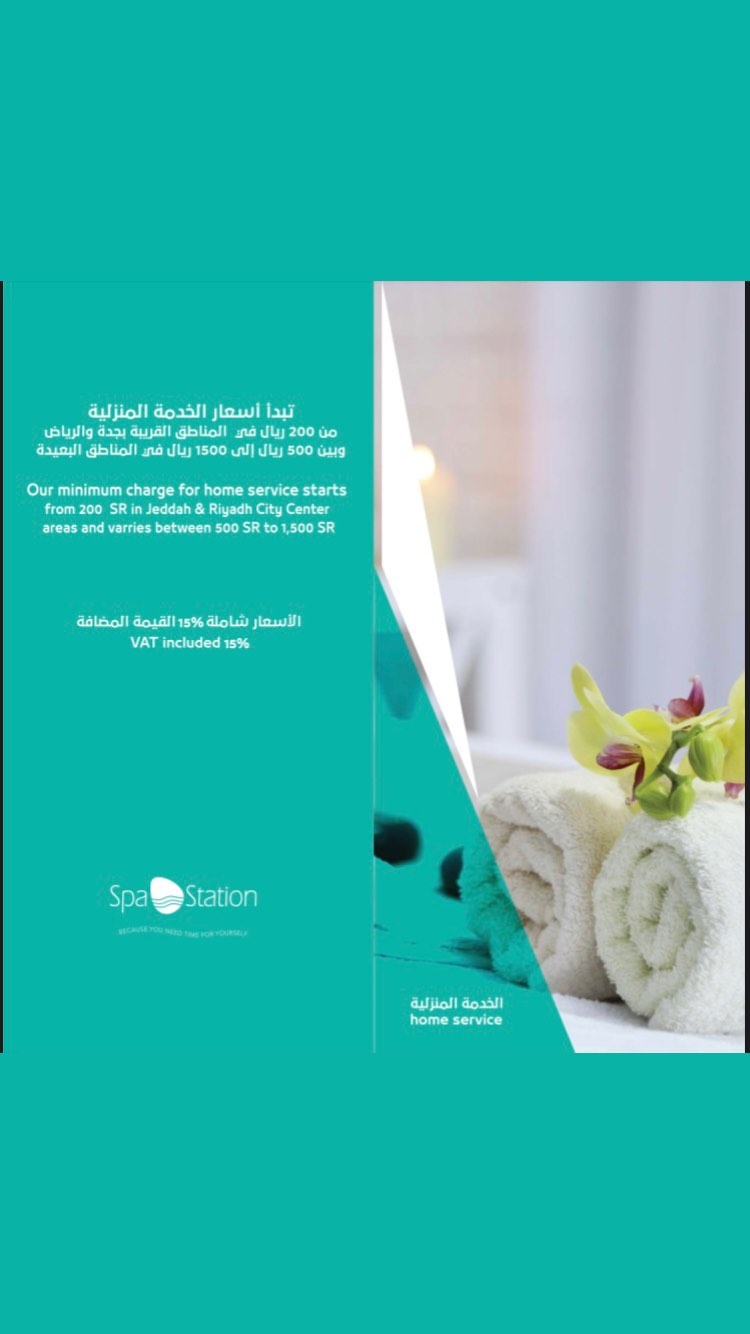 تبدأ أسعار الخدمة المنزلية
من 200 ريال في المناطق القريبة بجدة والرياض
وبين 500 ريال إلى 1500 ريال في المناطق البعيدة
Our minimum charge for home service starts
from 200 SR in Jeddah & Riyadh City Center
areas and varries between 500 SR to 1,500 SR
الأسعار شاملة 15% القيمة المضافة
VAT included 15%
Spa Station
BECAUSE YOU NEED TIME FOR YOURSELF
الخدمة المنزلية
home service